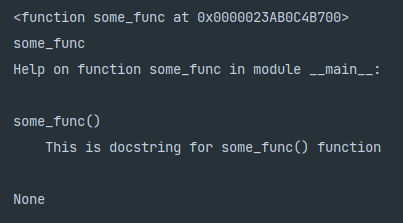 <function some_func at 0x0000023AB0C4B700>
some_func
Help on function some_func in module __main__:
some_func()
This is docstring for some_func() function
None